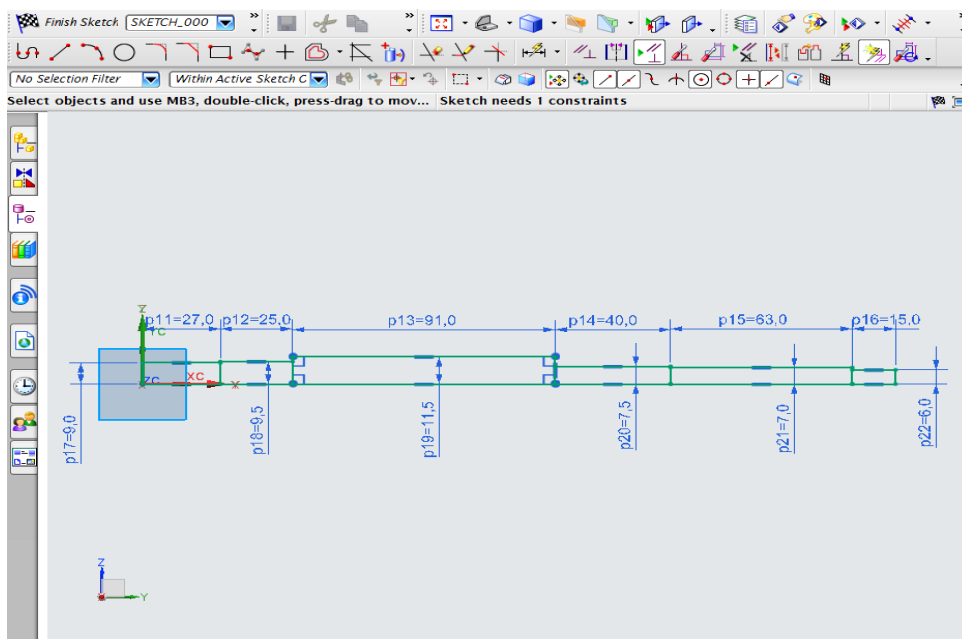 Finish Sketch SKETCH_000
No Selection Filter Within Active Sketch C
Select objects and use MB3, double-click, press-drag to mov... Sketch needs 1 constraints
Z
p11=27,0 p12=25,0 p13=91,0 p14=40,0 p15=63,0 p16=15,0
YC
ZC XC X
p17=9,0
p18=9,5
p19=11,5
p20=7,5
p21=7,0
p22=6,0
Z
Y